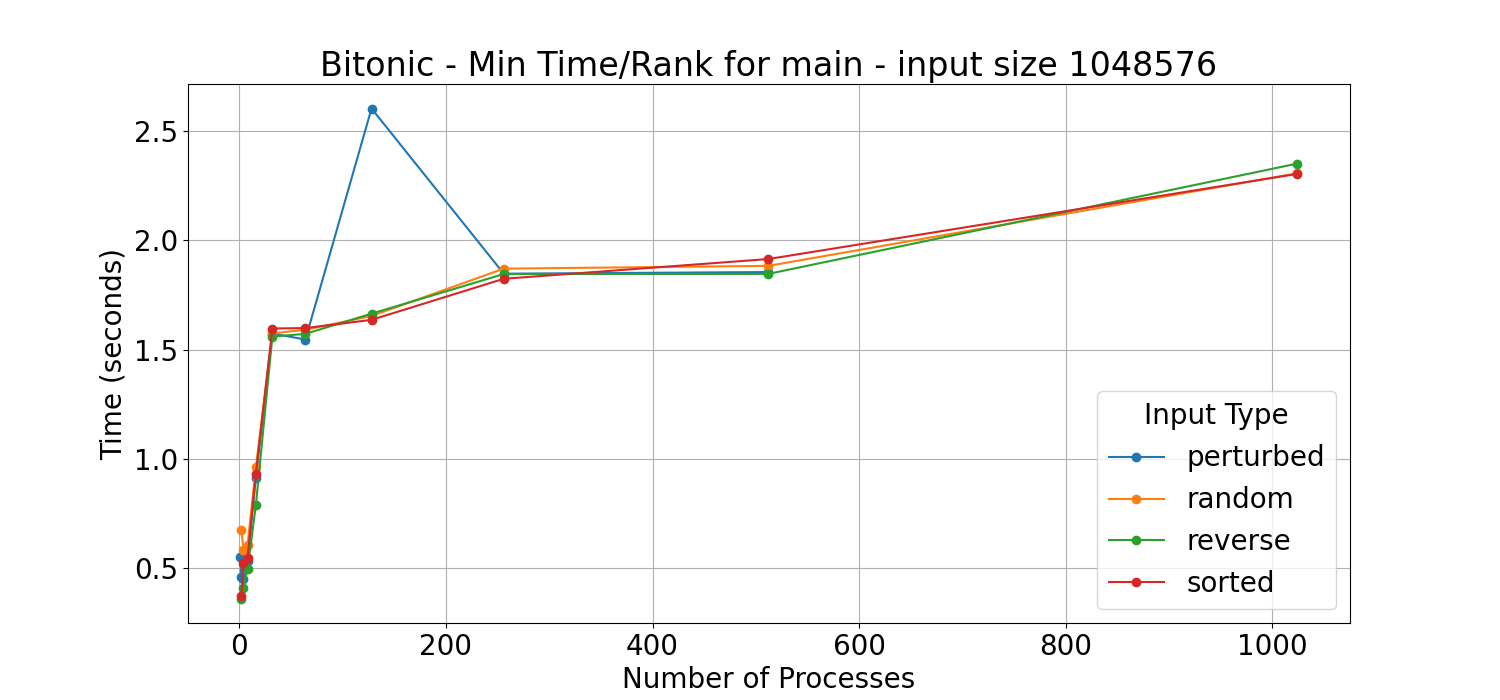 Bitonic - Min Time/Rank for main - input size 1048576
Time (seconds)
2.5
2.0
1.5
1.0
0.5
0 200 400 600 800 1000
Number of Processes
Input Type
perturbed
random
reverse
sorted